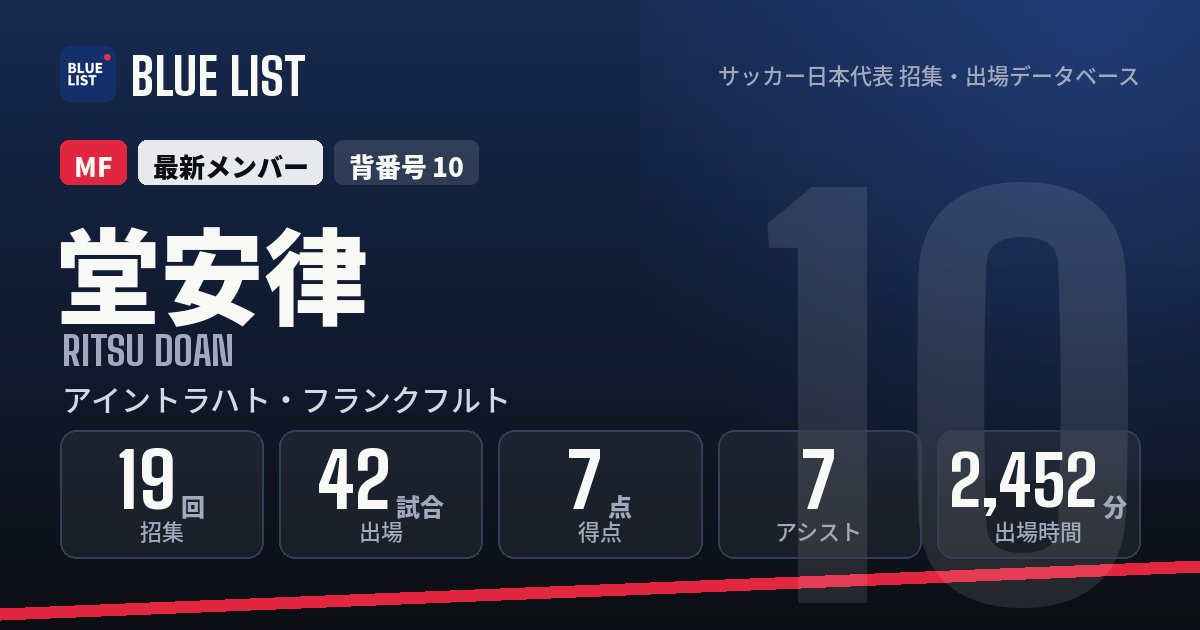 BLUE LIST
BLUE LIST
サッカー日本代表 招集・出場データベース
MF
最新メンバー
背番号 10
10
堂安律
RITSU DOAN
アイントラハト・フランクフルト
19回
招集
42試合
出場
7点
得点
7
アシスト
2,452分
出場時間